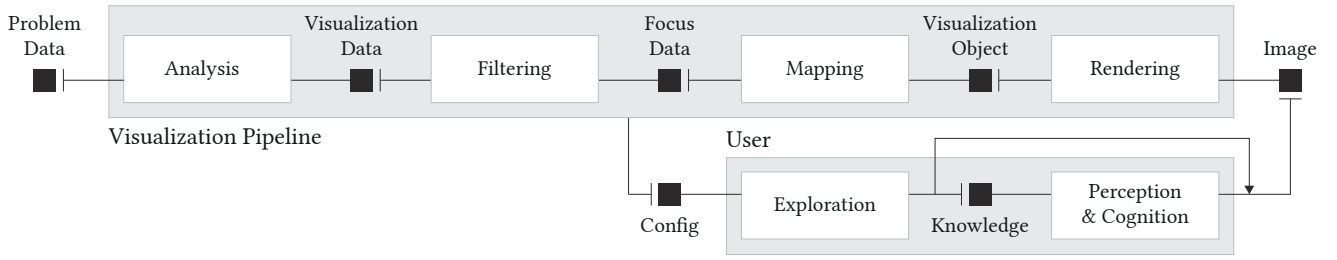 Problem
Data
Visualization
Data
Focus
Data
Visualization
Object
Image
Analysis
Filtering
Mapping
Rendering
Visualization Pipeline
User
Exploration
Perception
& Cognition
Config
Knowledge